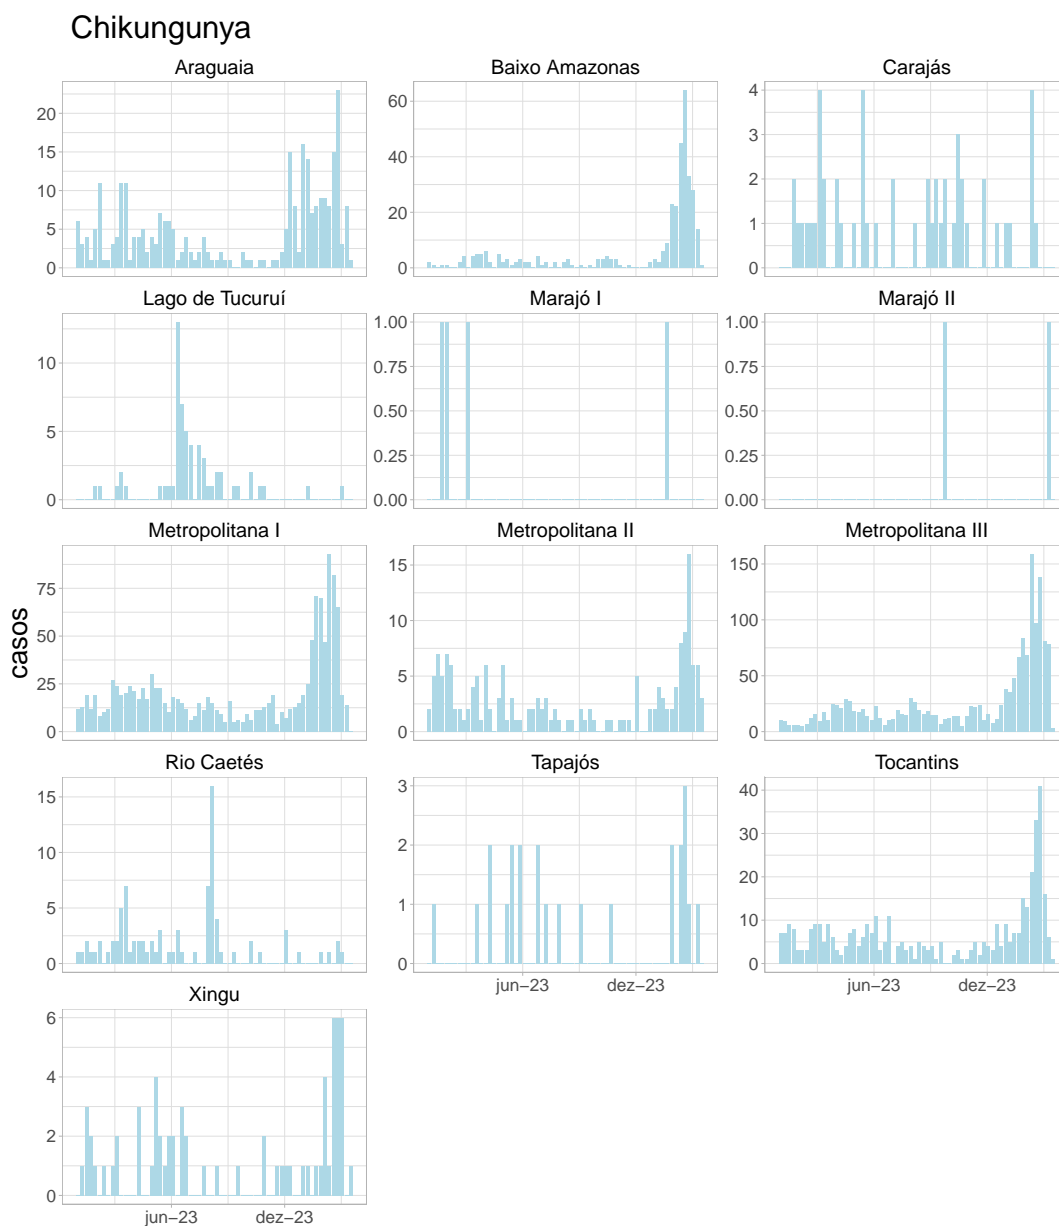 Chikungunya
Araguaia
Baixo Amazonas
Carajás
20
15
10
5
0
60
40
20
0
4
3
2
1
0
Lago de Tucuruí
Marajó I
Marajó II
10
5
0
1.00
0.75
0.50
0.25
0.00
1.00
0.75
0.50
0.25
0.00
Metropolitana I
Metropolitana II
Metropolitana III
75
50
25
0
15
10
5
0
150
100
50
0
casos
Rio Caetés
Tapajós
Tocantins
15
10
5
0
3
2
1
0
40
30
20
10
0
jun−23
dez−23
jun−23
dez−23
Xingu
6
4
2
0
jun−23
dez−23